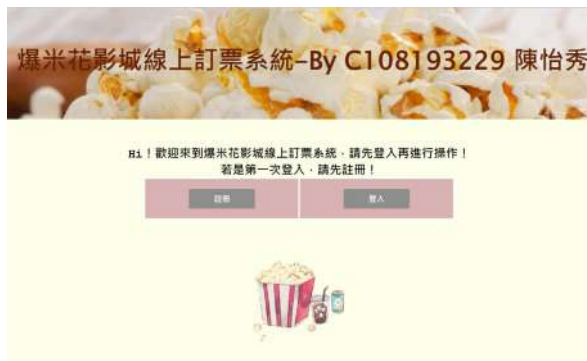 爆米花影城線上訂票系統-By C108193229 陳怡秀
Hi！歡迎來到爆米花影城線上訂票系統，請先登入再進行操作！
若是第一次登入，請先註冊！
註冊
登入